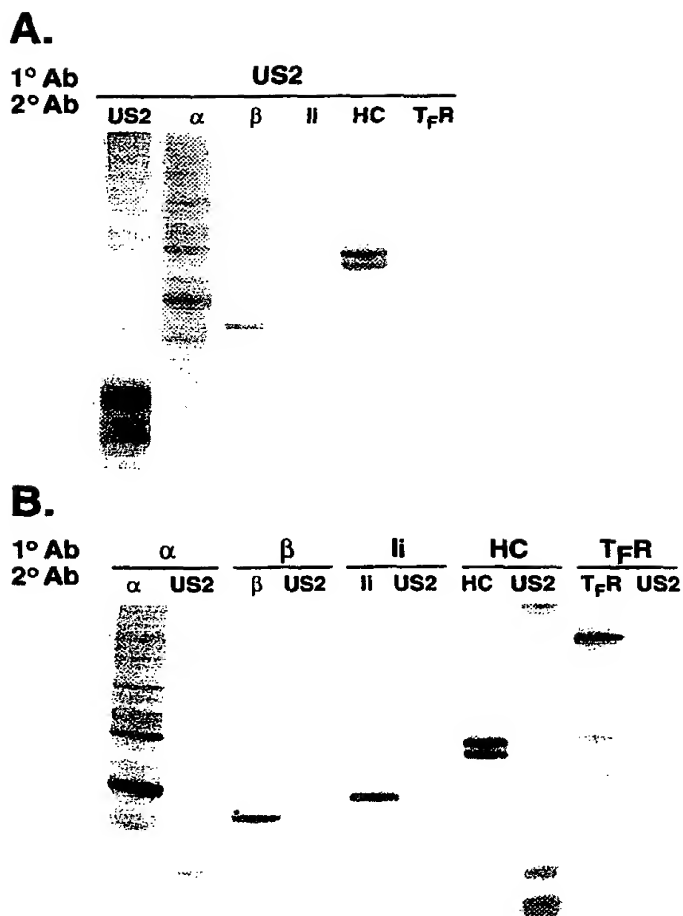 A.
1° Ab US2
2° Ab US2 α β Ii HC TFR
B.
1° Ab α β Ii HC TFR
2° Ab α US2 β US2 Ii US2 HC US2 TFR US2